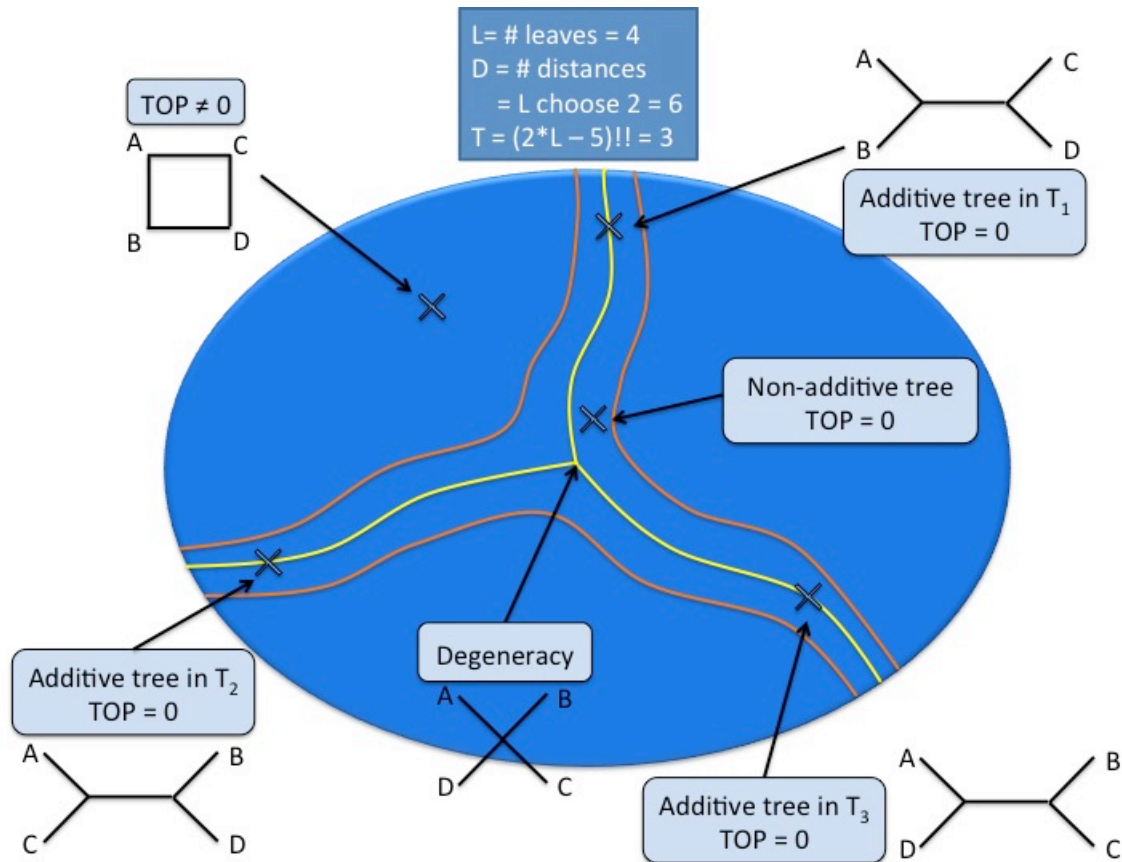 L= # leaves = 4
D = # distances
= L choose 2 = 6
T = (2*L – 5)!! = 3
TOP ≠ 0
A C
B D
A C
B D
Additive tree in T₁
TOP = 0
Non-additive tree
TOP = 0
Degeneracy
A B
D C
Additive tree in T₂
TOP = 0
A B
C D
Additive tree in T₃
TOP = 0
A B
D C